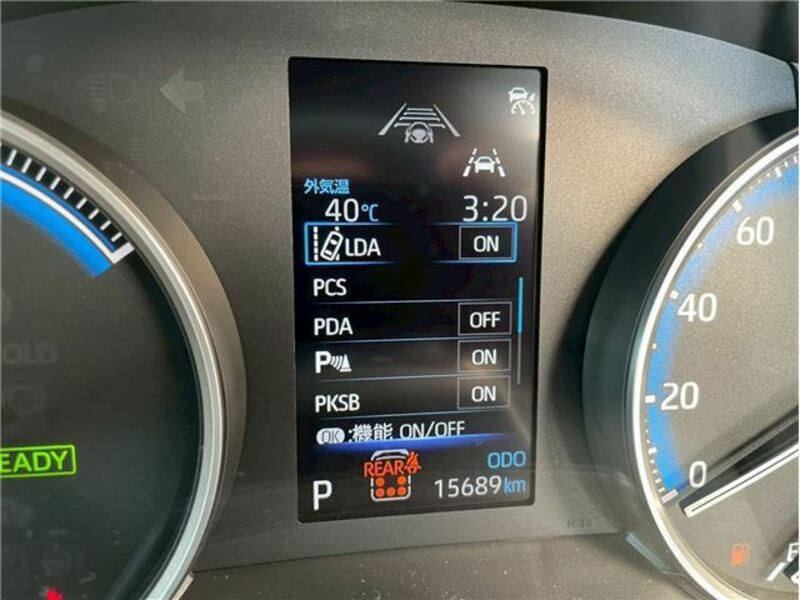 外気温
40℃ 3:20
LDA ON
PCS
PDA OFF
P ON
PKSB ON
OK :機能 ON/OFF
REAR
ODO
P 15689 km
READY
HOLD
60
40
20
0